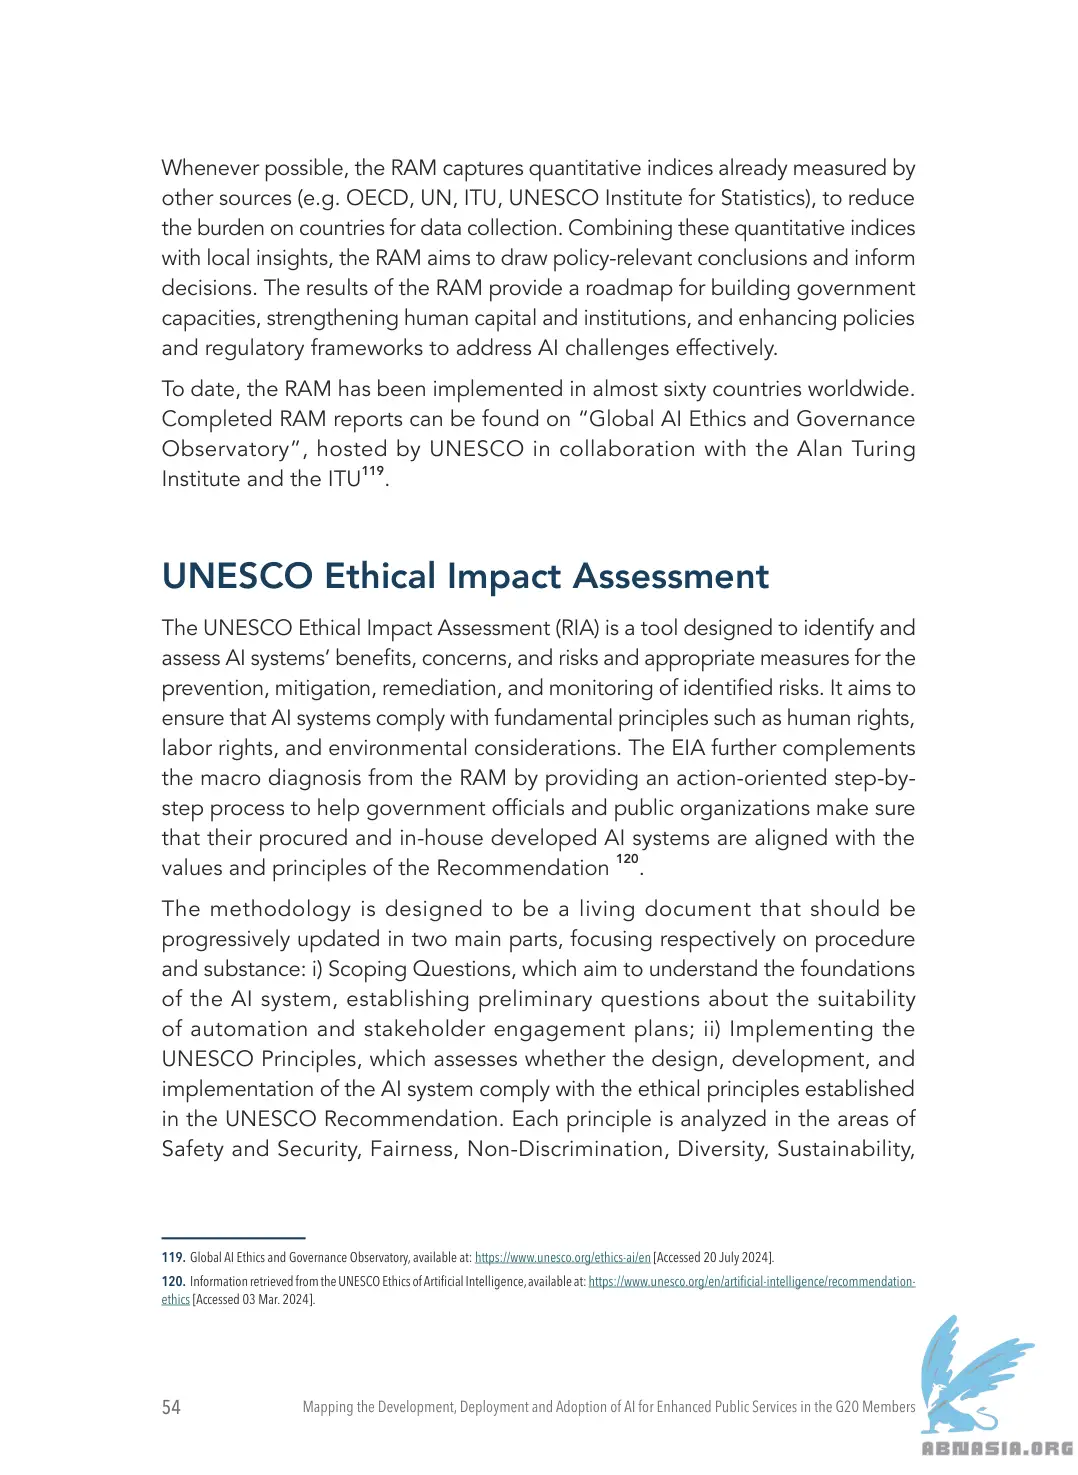 Whenever possible, the RAM captures quantitative indices already measured by
other sources (e.g. OECD, UN, ITU, UNESCO Institute for Statistics), to reduce
the burden on countries for data collection. Combining these quantitative indices
with local insights, the RAM aims to draw policy-relevant conclusions and inform
decisions. The results of the RAM provide a roadmap for building government
capacities, strengthening human capital and institutions, and enhancing policies
and regulatory frameworks to address AI challenges effectively.
To date, the RAM has been implemented in almost sixty countries worldwide.
Completed RAM reports can be found on “Global AI Ethics and Governance
Observatory”, hosted by UNESCO in collaboration with the Alan Turing
Institute and the ITU119.
UNESCO Ethical Impact Assessment
The UNESCO Ethical Impact Assessment (RIA) is a tool designed to identify and
assess AI systems’ benefits, concerns, and risks and appropriate measures for the
prevention, mitigation, remediation, and monitoring of identified risks. It aims to
ensure that AI systems comply with fundamental principles such as human rights,
labor rights, and environmental considerations. The EIA further complements
the macro diagnosis from the RAM by providing an action-oriented step-by-
step process to help government officials and public organizations make sure
that their procured and in-house developed AI systems are aligned with the
values and principles of the Recommendation 120.
The methodology is designed to be a living document that should be
progressively updated in two main parts, focusing respectively on procedure
and substance: i) Scoping Questions, which aim to understand the foundations
of the AI system, establishing preliminary questions about the suitability
of automation and stakeholder engagement plans; ii) Implementing the
UNESCO Principles, which assesses whether the design, development, and
implementation of the AI system comply with the ethical principles established
in the UNESCO Recommendation. Each principle is analyzed in the areas of
Safety and Security, Fairness, Non-Discrimination, Diversity, Sustainability,
119. Global AI Ethics and Governance Observatory, available at: https://www.unesco.org/ethics-ai/en [Accessed 20 July 2024].
120. Information retrieved from the UNESCO Ethics of Artificial Intelligence, available at: https://www.unesco.org/en/artificial-intelligence/recommendation-
ethics [Accessed 03 Mar. 2024].
54 Mapping the Development, Deployment and Adoption of AI for Enhanced Public Services in the G20 Members
ABNASIA.ORG